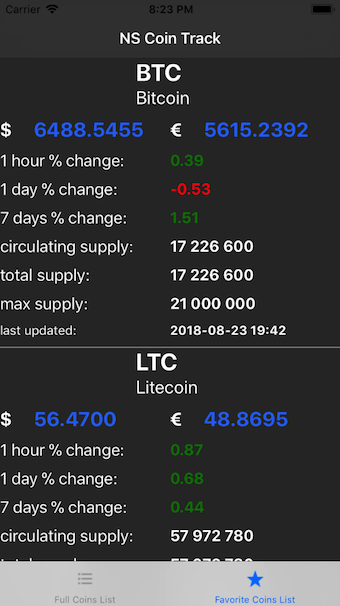 Carrier 8:23 PM
NS Coin Track
BTC
Bitcoin
$ 6488.5455 € 5615.2392
1 hour % change: 0.39
1 day % change: -0.53
7 days % change: 1.51
circulating supply: 17 226 600
total supply: 17 226 600
max supply: 21 000 000
last updated: 2018-08-23 19:42
LTC
Litecoin
$ 56.4700 € 48.8695
1 hour % change: 0.87
1 day % change: 0.68
7 days % change: 0.44
circulating supply: 57 972 780
Full Coins List Favorite Coins List